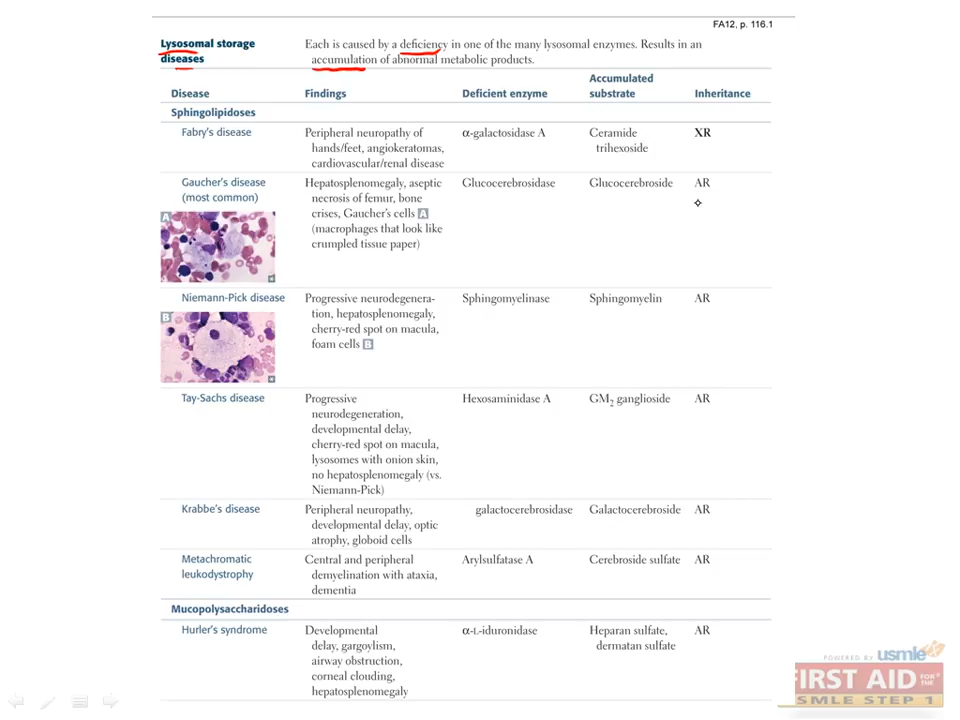 FA12, p. 116.1
Lysosomal storage diseases
Each is caused by a deficiency in one of the many lysosomal enzymes. Results in an
accumulation of abnormal metabolic products.
Disease Findings Deficient enzyme Accumulated substrate Inheritance
Sphingolipidoses
Fabry's disease Peripheral neuropathy of α-galactosidase A Ceramide XR
hands/feet, angiokeratomas, trihexoside
cardiovascular/renal disease
Gaucher's disease Hepatosplenomegaly, aseptic Glucocerebrosidase Glucocerebroside AR
(most common) necrosis of femur, bone
crises, Gaucher's cells A
(macrophages that look like
crumpled tissue paper)
A
Niemann-Pick disease Progressive neurodegenera- Sphingomyelinase Sphingomyelin AR
tion, hepatosplenomegaly,
cherry-red spot on macula,
foam cells B
B
Tay-Sachs disease Progressive Hexosaminidase A GM2 ganglioside AR
neurodegeneration,
developmental delay,
cherry-red spot on macula,
lysosomes with onion skin,
no hepatosplenomegaly (vs.
Niemann-Pick)
Krabbe's disease Peripheral neuropathy, galactocerebrosidase Galactocerebroside AR
developmental delay, optic
atrophy, globoid cells
Metachromatic Central and peripheral Arylsulfatase A Cerebroside sulfate AR
leukodystrophy demyelination with ataxia,
dementia
Mucopolysaccharidoses
Hurler's syndrome Developmental α-L-iduronidase Heparan sulfate, AR
delay, gargoylism, dermatan sulfate
airway obstruction,
corneal clouding,
hepatosplenomegaly
POWERED BY usmle
FIRST AID FOR THE
SMLE STEP 1